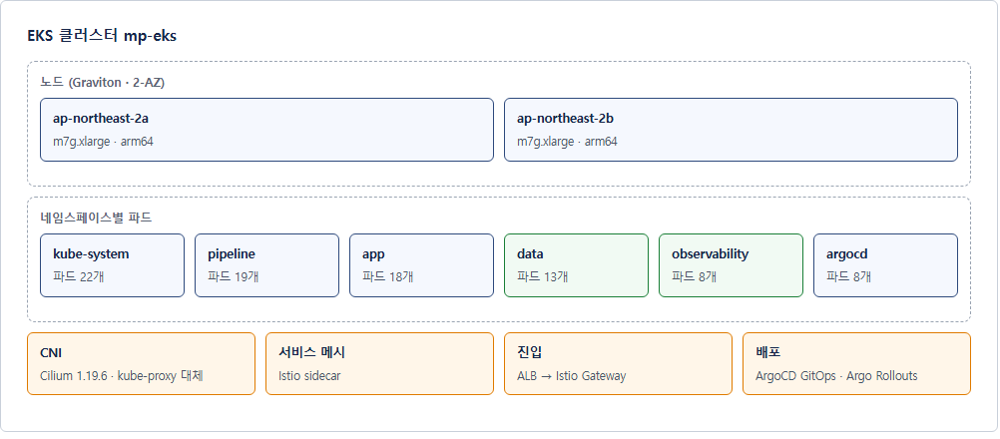 EKS 클러스터 mp-eks
노드 (Graviton · 2-AZ)
ap-northeast-2a
m7g.xlarge · arm64
ap-northeast-2b
m7g.xlarge · arm64
네임스페이스별 파드
kube-system
파드 22개
pipeline
파드 19개
app
파드 18개
data
파드 13개
observability
파드 8개
argocd
파드 8개
CNI
Cilium 1.19.6 · kube-proxy 대체
서비스 메시
Istio sidecar
진입
ALB → Istio Gateway
배포
ArgoCD GitOps · Argo Rollouts